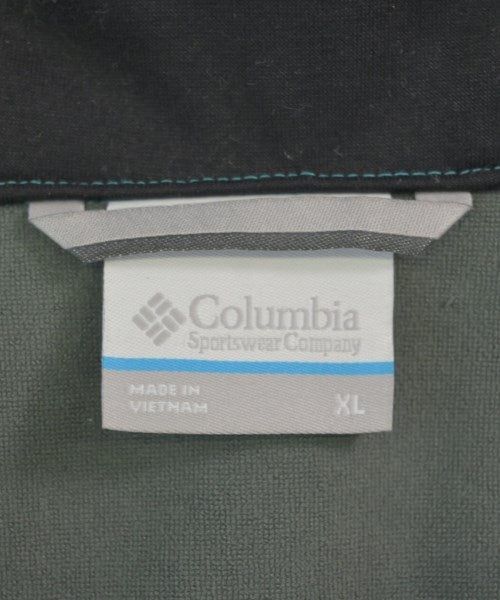 Columbia
Sportswear Company
MADE IN
VIETNAM
XL